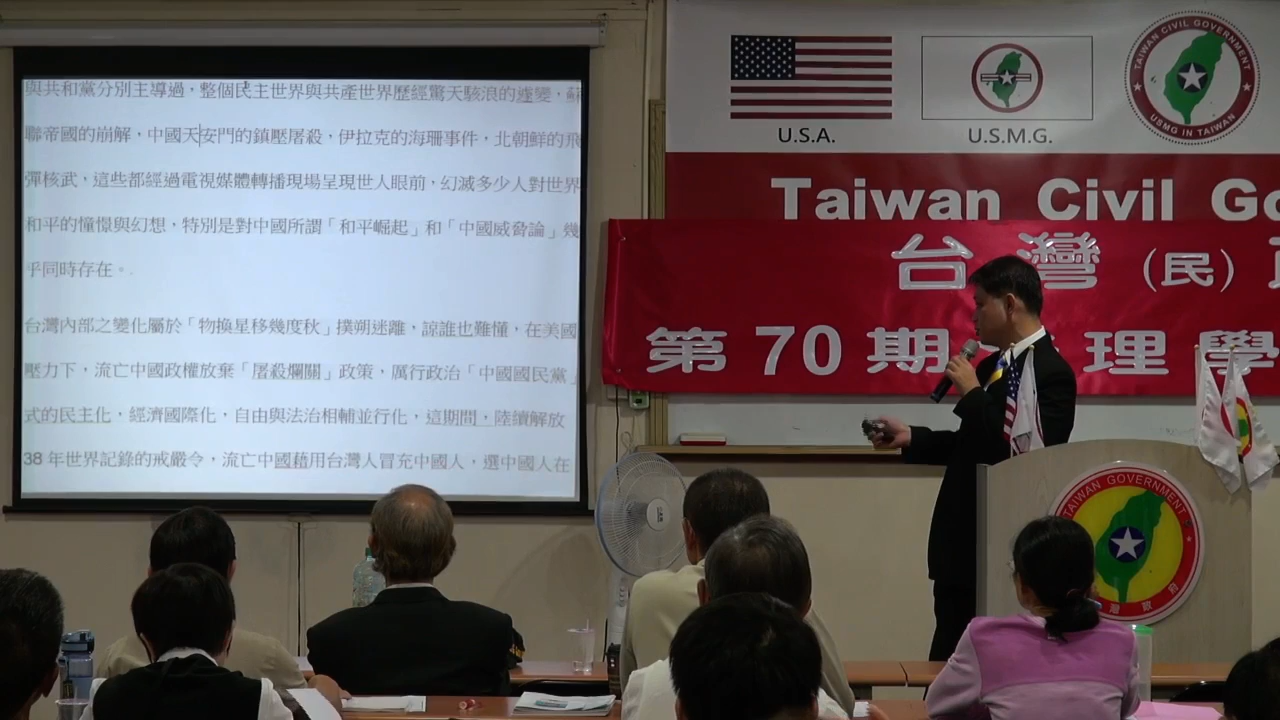 與共和黨分別主導過，整個民主世界與共產世界歷經驚天駭浪的遽變，蘇
聯帝國的崩解，中國天安門的鎮壓屠殺，伊拉克的海珊事件，北朝鮮的飛
彈核武，這些都經過電視媒體轉播現場呈現世人眼前，幻滅多少人對世界
和平的憧憬與幻想，特別是對中國所謂「和平崛起」和「中國威脅論」幾
乎同時存在。
台灣內部之變化屬於「物換星移幾度秋」撲朔迷離，諒誰也難懂，在美國
壓力下，流亡中國政權放棄「屠殺爛關」政策，厲行政治「中國國民黨」
式的民主化，經濟國際化，自由與法治相輔並行化，這期間，陸續解放
38 年世界記錄的戒嚴令，流亡中國藉用台灣人冒充中國人，選中國人在
U.S.A.
U.S.M.G.
TAIWAN CIVIL GOVERNMENT
USMG IN TAIWAN
Taiwan Civil Go
台灣（民）
第70期 理學
TAIWAN GOVERNMENT
灣政府